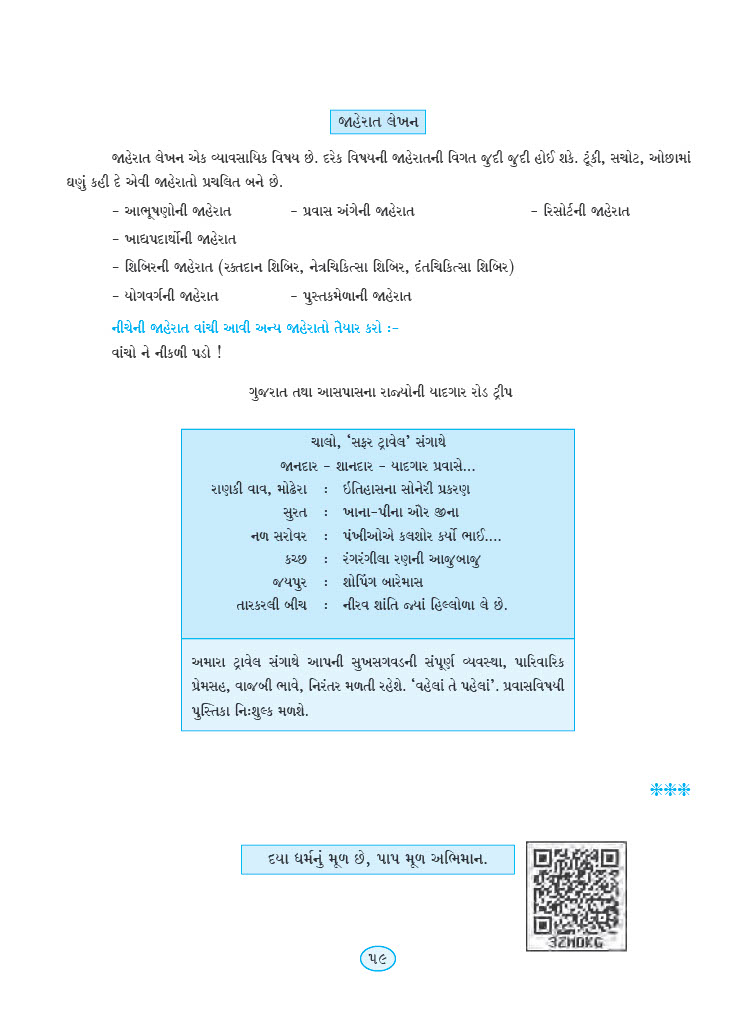 જાહેરાત લેખન
જાહેરાત લેખન એક વ્યાવસાયિક વિષય છે. દરેક વિષયની જાહેરાતની વિગત જુદી જુદી હોઈ શકે. ટૂંકી, સચોટ, ઓછામાં
ઘણું કહી દે એવી જાહેરાતો પ્રચલિત બને છે.
– આભૂષણોની જાહેરાત – પ્રવાસ અંગેની જાહેરાત – રિસોર્ટની જાહેરાત
– ખાદ્યપદાર્થોની જાહેરાત
– શિબિરની જાહેરાત (રક્તદાન શિબિર, નેત્રચિકિત્સા શિબિર, દંતચિકિત્સા શિબિર)
– યોગવર્ગની જાહેરાત – પુસ્તકમેળાની જાહેરાત
નીચેની જાહેરાત વાંચી આવી અન્ય જાહેરાતો તૈયાર કરો :–
વાંચો ને નીકળી પડો !
ગુજરાત તથા આસપાસના રાજ્યોની યાદગાર રોડ ટ્રીપ
ચાલો, ‘સફર ટ્રાવેલ’ સંગાથે
જાનદાર – શાનદાર – યાદગાર પ્રવાસે...
રાણકી વાવ, મોઢેરા : ઇતિહાસના સોનેરી પ્રકરણ
સુરત : ખાના-પીના ઔર જીના
નળ સરોવર : પંખીઓએ કલશોર કર્યો ભાઈ....
કચ્છ : રંગરંગીલા રણની આજુબાજુ
જયપુર : શોપિંગ બારેમાસ
તારકરલી બીચ : નીરવ શાંતિ જ્યાં હિલ્લોળા લે છે.
અમારા ટ્રાવેલ સંગાથે આપની સુખસગવડની સંપૂર્ણ વ્યવસ્થા, પારિવારિક
પ્રેમસહ, વાજબી ભાવે, નિરંતર મળતી રહેશે. ‘વહેલાં તે પહેલાં’. પ્રવાસવિષયી
પુસ્તિકા નિઃશુલ્ક મળશે.
❉❉❉
દયા ધર્મનું મૂળ છે, પાપ મૂળ અભિમાન.
3ZMDKG
૫૯